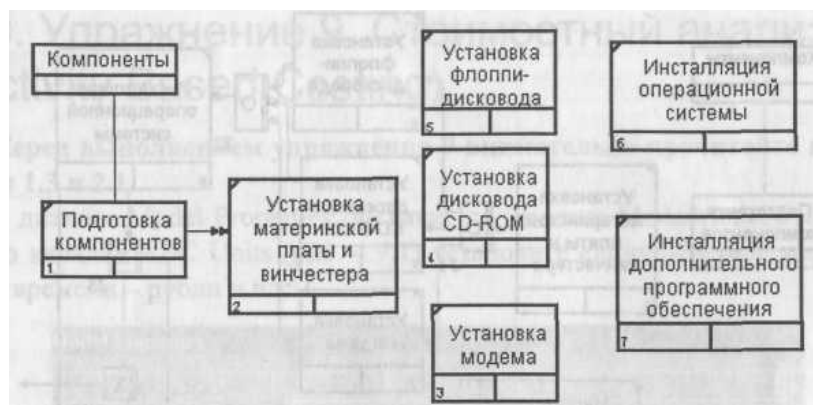 Компоненты
Подготовка
компонентов
1
Установка
материнской
платы и
винчестера
2
Установка
флоппи-
дисковода
5
Установка
дисковода
CD-ROM
4
Установка
модема
3
Инсталляция
операционной
системы
6
Инсталляция
дополнительного
программного
обеспечения
7